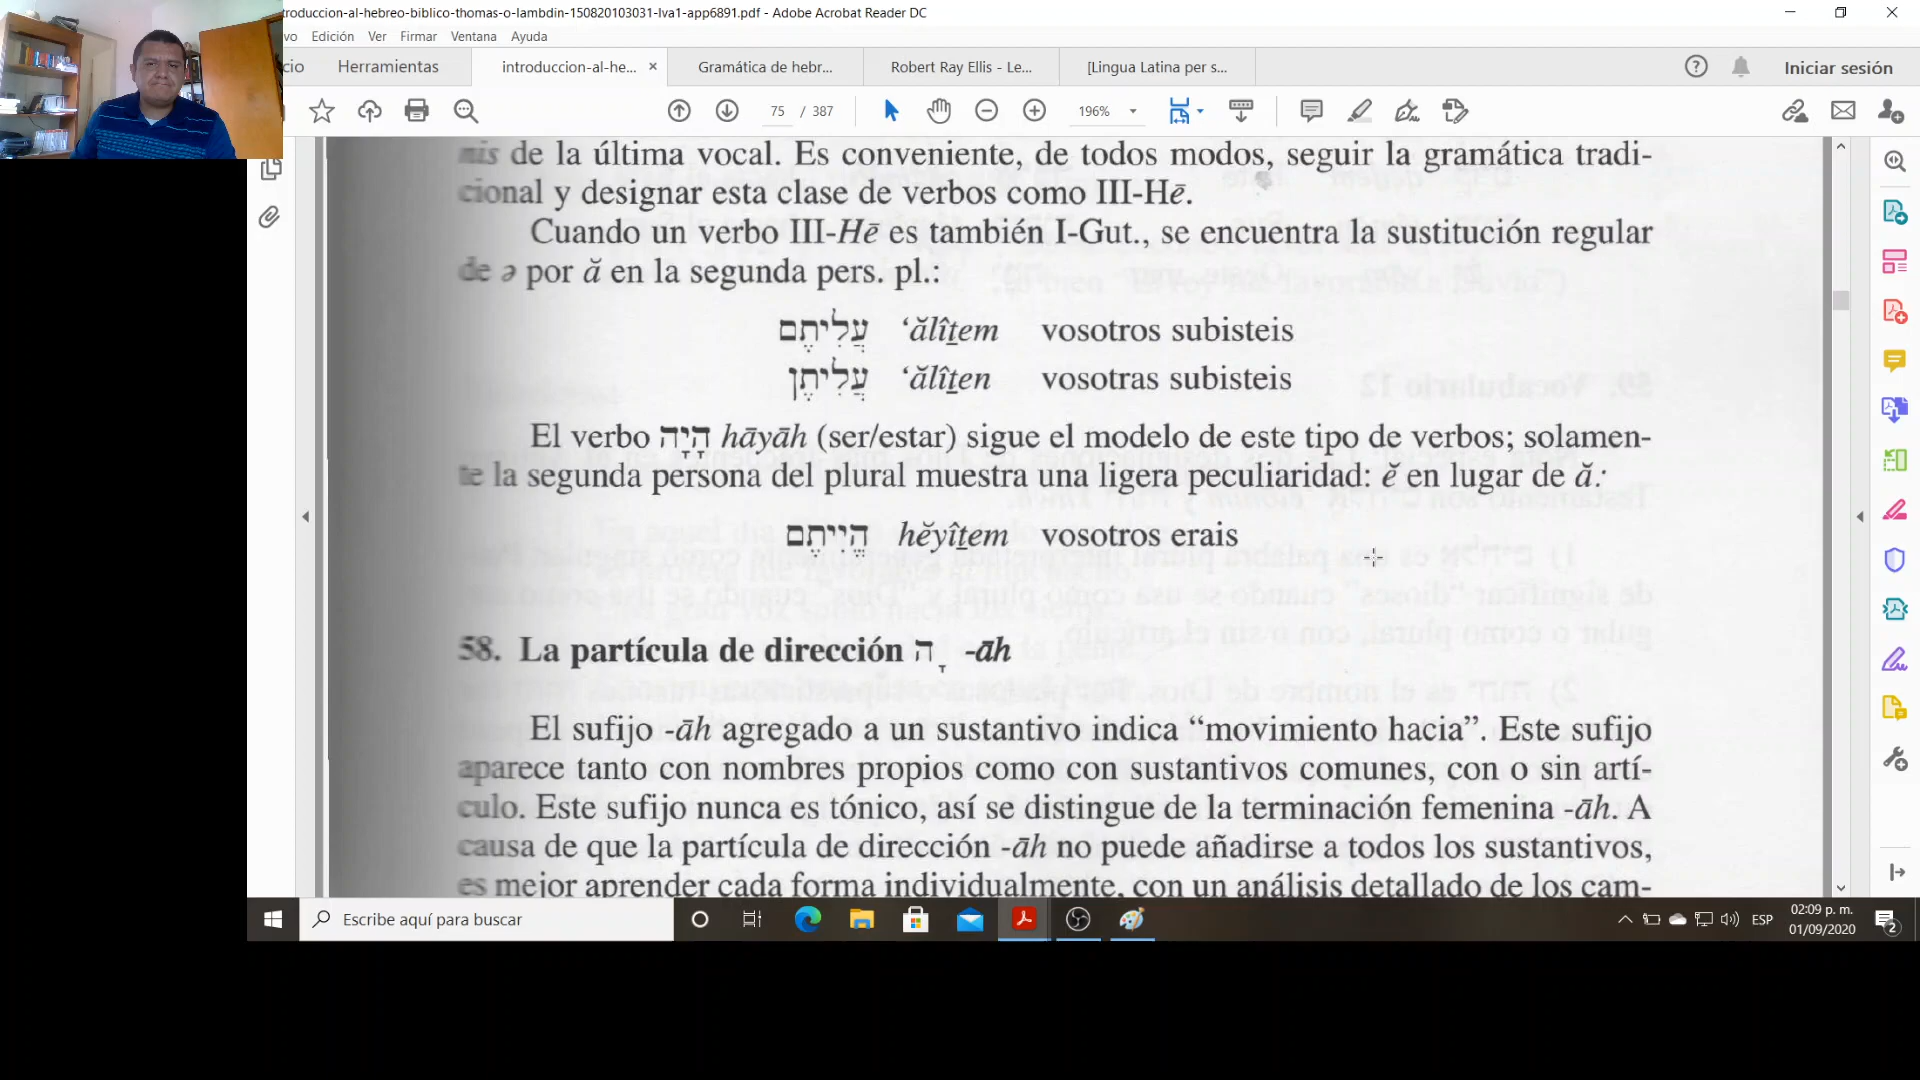 troduccion-al-hebreo-biblico-thomas-o-lambdin-150820103031-lva1-app6891.pdf - Adobe Acrobat Reader DC
vo Edición Ver Firmar Ventana Ayuda
cio Herramientas introduccion-al-he... × Gramática de hebr... Robert Ray Ellis - Le... [Lingua Latina per s... Iniciar sesión
75 / 387 196%
nis de la última vocal. Es conveniente, de todos modos, seguir la gramática tradi-
cional y designar esta clase de verbos como III-Hē.
Cuando un verbo III-Hē es también I-Gut., se encuentra la sustitución regular
de ə por ă en la segunda pers. pl.:
עֲלִיתֶם ʻălîṯem vosotros subisteis
עֲלִיתֶן ʻălîṯen vosotras subisteis
El verbo הָיָה hāyāh (ser/estar) sigue el modelo de este tipo de verbos; solamen-
te la segunda persona del plural muestra una ligera peculiaridad: ĕ en lugar de ă:
הֱיִיתֶם hĕyîṯem vosotros erais
58. La partícula de dirección ָה -āh
El sufijo -āh agregado a un sustantivo indica “movimiento hacia”. Este sufijo
aparece tanto con nombres propios como con sustantivos comunes, con o sin artí-
culo. Este sufijo nunca es tónico, así se distingue de la terminación femenina -āh. A
causa de que la partícula de dirección -āh no puede añadirse a todos los sustantivos,
es mejor aprender cada forma individualmente, con un análisis detallado de los cam-
Escribe aquí para buscar
ESP
02:09 p. m.
01/09/2020
2